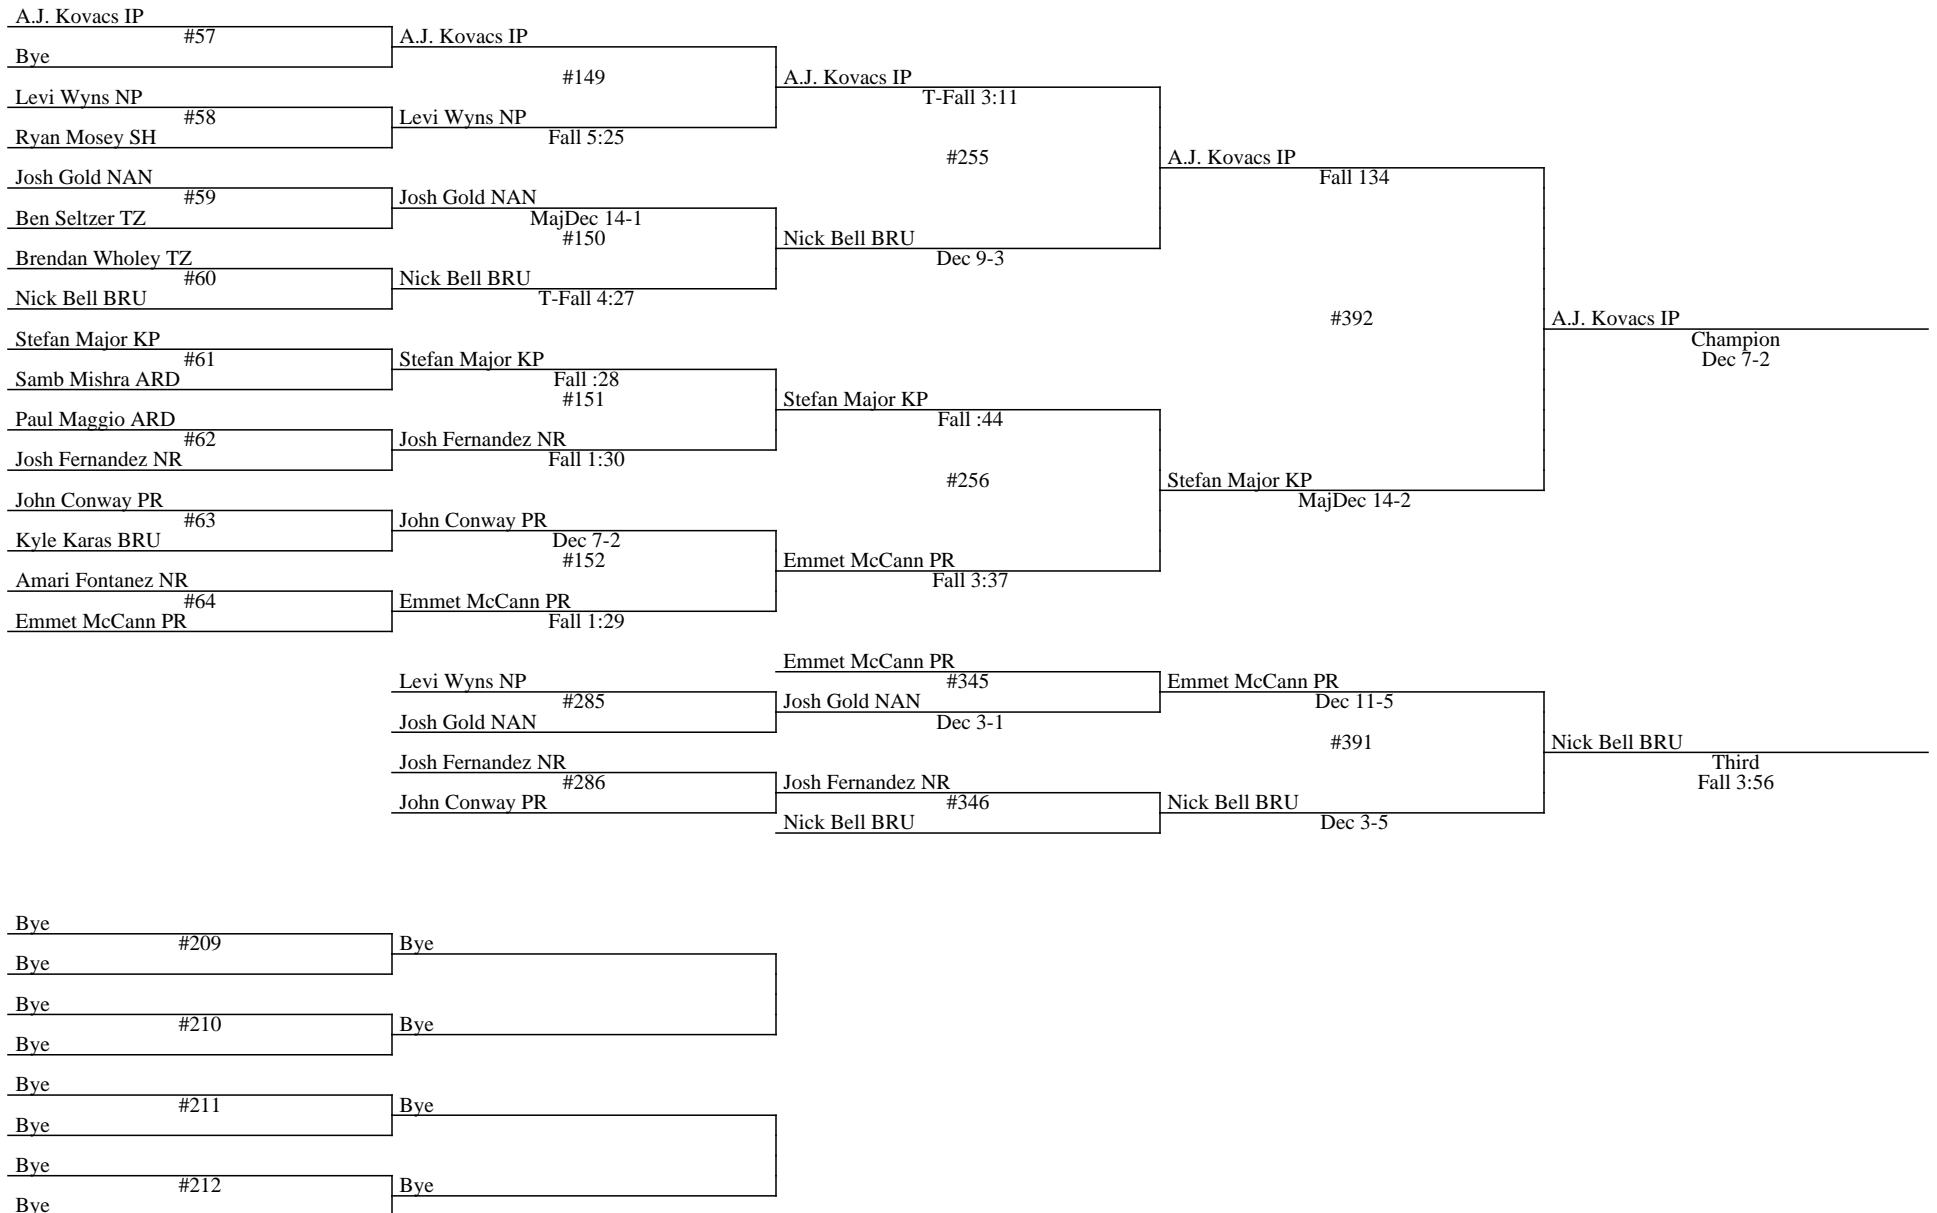 A.J. Kovacs IP
#57
Bye
A.J. Kovacs IP
#149
Levi Wyns NP
#58
Ryan Mosey SH
Levi Wyns NP
Fall 5:25
A.J. Kovacs IP
T-Fall 3:11
#255
Josh Gold NAN
#59
Ben Seltzer TZ
Josh Gold NAN
MajDec 14-1
#150
Brendan Wholey TZ
#60
Nick Bell BRU
Nick Bell BRU
T-Fall 4:27
Nick Bell BRU
Dec 9-3
A.J. Kovacs IP
Fall 134
#392
Stefan Major KP
#61
Samb Mishra ARD
Stefan Major KP
Fall :28
#151
Paul Maggio ARD
#62
Josh Fernandez NR
Josh Fernandez NR
Fall 1:30
Stefan Major KP
Fall :44
#256
John Conway PR
#63
Kyle Karas BRU
John Conway PR
Dec 7-2
#152
Amari Fontanez NR
#64
Emmet McCann PR
Emmet McCann PR
Fall 1:29
Emmet McCann PR
Fall 3:37
Stefan Major KP
MajDec 14-2
A.J. Kovacs IP
Champion
Dec 7-2
Levi Wyns NP
#285
Josh Gold NAN
Emmet McCann PR
#345
Josh Gold NAN
Dec 3-1
Emmet McCann PR
Dec 11-5
#391
Josh Fernandez NR
#286
John Conway PR
Josh Fernandez NR
#346
Nick Bell BRU
Nick Bell BRU
Dec 3-5
Nick Bell BRU
Third
Fall 3:56
Bye
#209
Bye
Bye
Bye
#210
Bye
Bye
Bye
#211
Bye
Bye
Bye
#212
Bye
Bye